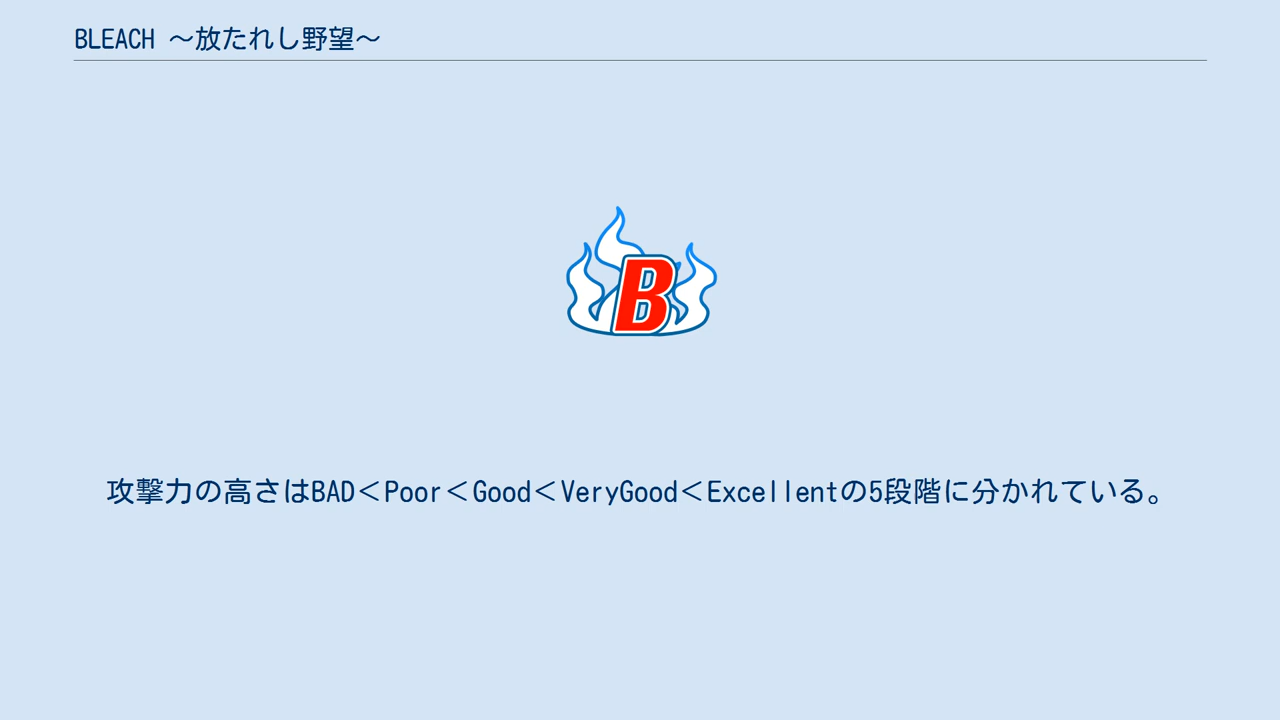 BLEACH ～放たれし野望～
B
攻撃力の高さはBAD＜Poor＜Good＜VeryGood＜Excellentの5段階に分かれている。